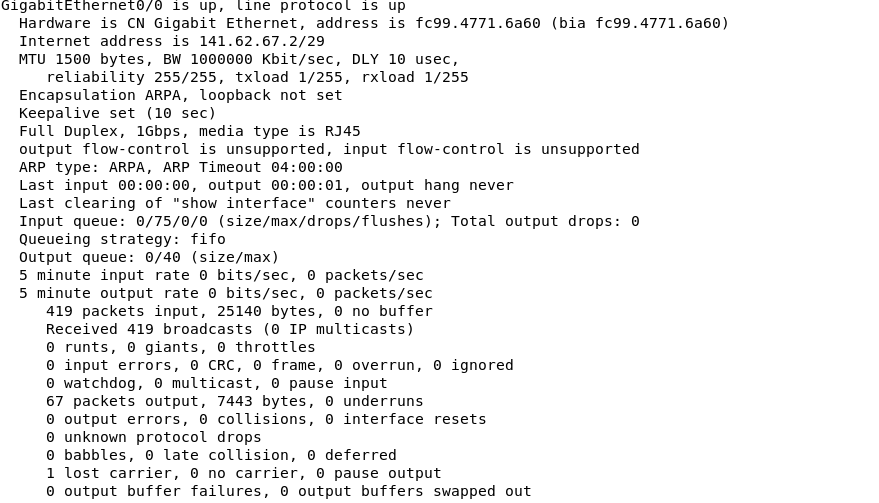 GigabitEthernet0/0 is up, line protocol is up
Hardware is CN Gigabit Ethernet, address is fc99.4771.6a60 (bia fc99.4771.6a60)
Internet address is 141.62.67.2/29
MTU 1500 bytes, BW 1000000 Kbit/sec, DLY 10 usec,
reliability 255/255, txload 1/255, rxload 1/255
Encapsulation ARPA, loopback not set
Keepalive set (10 sec)
Full Duplex, 1Gbps, media type is RJ45
output flow-control is unsupported, input flow-control is unsupported
ARP type: ARPA, ARP Timeout 04:00:00
Last input 00:00:00, output 00:00:01, output hang never
Last clearing of "show interface" counters never
Input queue: 0/75/0/0 (size/max/drops/flushes); Total output drops: 0
Queueing strategy: fifo
Output queue: 0/40 (size/max)
5 minute input rate 0 bits/sec, 0 packets/sec
5 minute output rate 0 bits/sec, 0 packets/sec
419 packets input, 25140 bytes, 0 no buffer
Received 419 broadcasts (0 IP multicasts)
0 runts, 0 giants, 0 throttles
0 input errors, 0 CRC, 0 frame, 0 overrun, 0 ignored
0 watchdog, 0 multicast, 0 pause input
67 packets output, 7443 bytes, 0 underruns
0 output errors, 0 collisions, 0 interface resets
0 unknown protocol drops
0 babbles, 0 late collision, 0 deferred
1 lost carrier, 0 no carrier, 0 pause output
0 output buffer failures, 0 output buffers swapped out